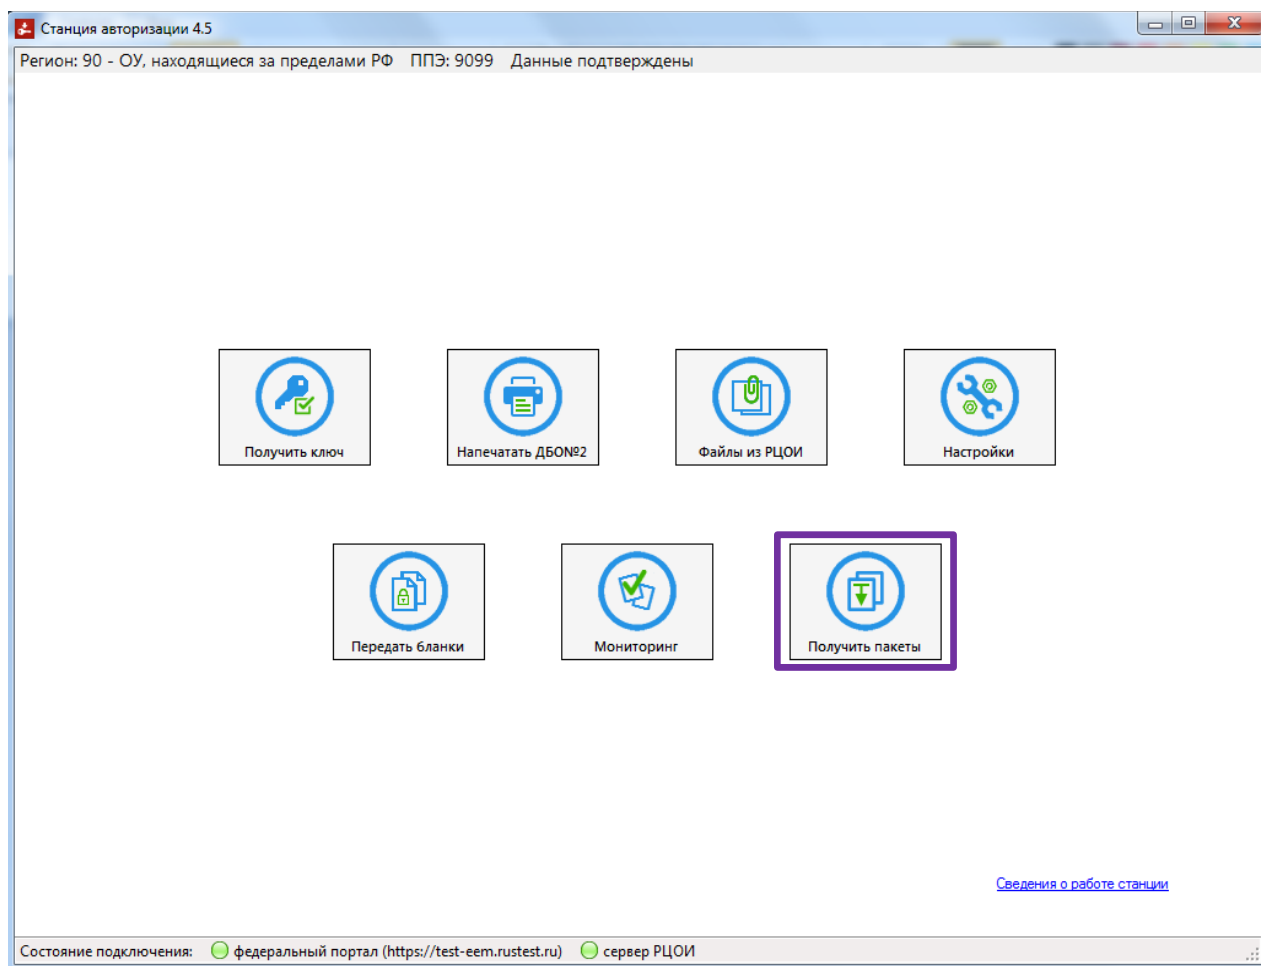 Станция авторизации 4.5
Регион: 90 - ОУ, находящиеся за пределами РФ ППЭ: 9099 Данные подтверждены
Получить ключ
Напечатать ДБО№2
Файлы из РЦОИ
Настройки
Передать бланки
Мониторинг
Получить пакеты
Сведения о работе станции
Состояние подключения: федеральный портал (https://test-eem.rustest.ru) сервер РЦОИ